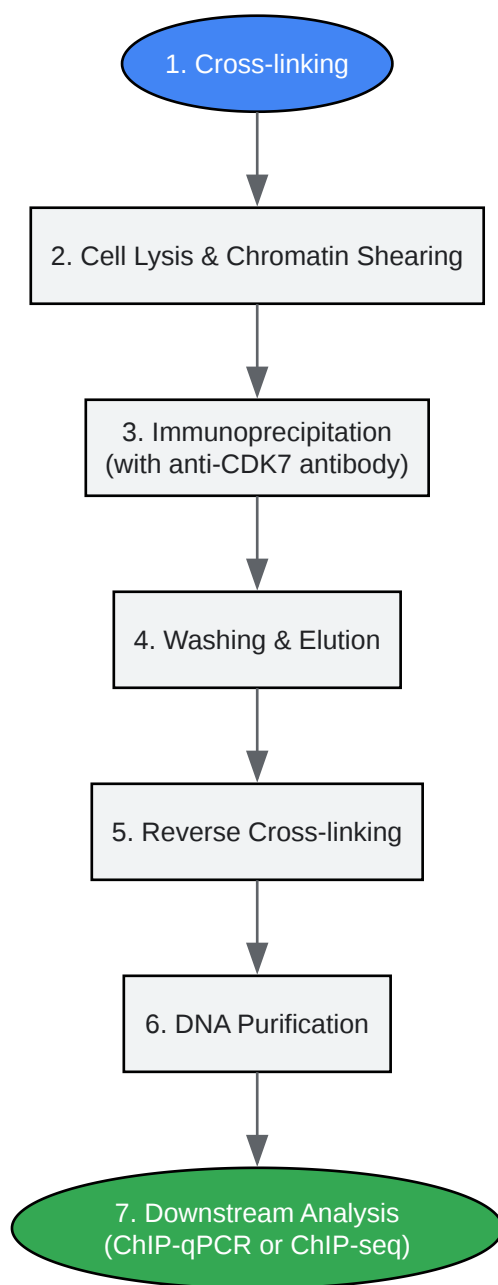 1. Cross-linking
2. Cell Lysis & Chromatin Shearing
3. Immunoprecipitation
(with anti-CDK7 antibody)
4. Washing & Elution
5. Reverse Cross-linking
6. DNA Purification
7. Downstream Analysis
(ChIP-qPCR or ChIP-seq)